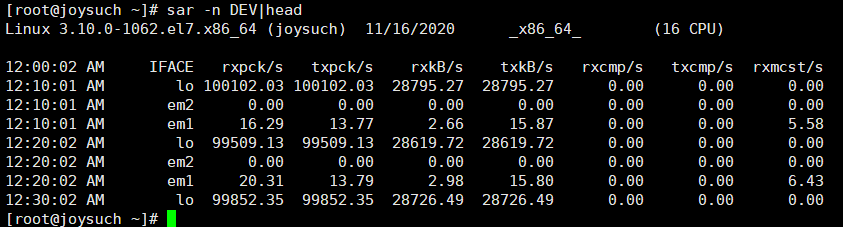 [root@joysuch ~]# sar -n DEV|head
Linux 3.10.0-1062.el7.x86_64 (joysuch)  11/16/2020      _x86_64_        (16 CPU)
12:00:02 AM     IFACE   rxpck/s   txpck/s    rxkB/s    txkB/s   rxcmp/s   txcmp/s  rxmcst/s
12:10:01 AM        lo 100102.03 100102.03  28795.27  28795.27      0.00      0.00      0.00
12:10:01 AM       em2      0.00      0.00      0.00      0.00      0.00      0.00      0.00
12:10:01 AM       em1     16.29     13.77      2.66     15.87      0.00      0.00      5.58
12:20:02 AM        lo  99509.13  99509.13  28619.72  28619.72      0.00      0.00      0.00
12:20:02 AM       em2      0.00      0.00      0.00      0.00      0.00      0.00      0.00
12:20:02 AM       em1     20.31     13.79      2.98     15.80      0.00      0.00      6.43
12:30:02 AM        lo  99852.35  99852.35  28726.49  28726.49      0.00      0.00      0.00
[root@joysuch ~]#